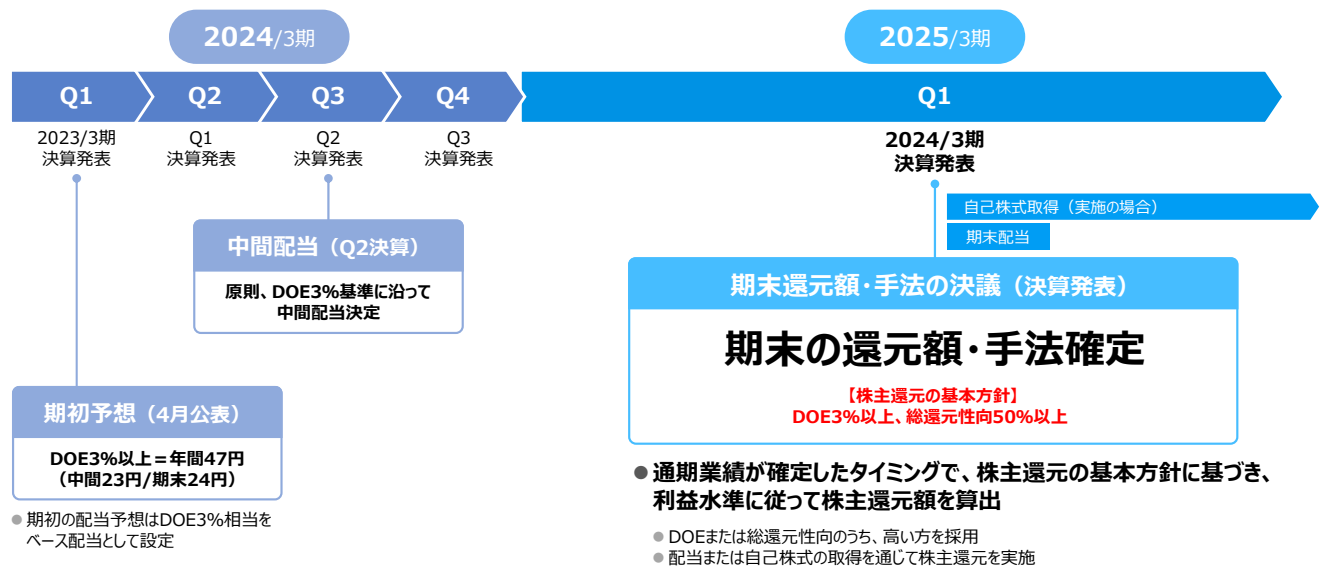 2024/3期
2025/3期
Q1
Q2
Q3
Q4
Q1
2023/3期
決算発表
Q1
決算発表
Q2
決算発表
Q3
決算発表
2024/3期
決算発表
自己株式取得（実施の場合）
期末配当
中間配当（Q2決算）
原則、DOE3%基準に沿って
中間配当決定
期初予想（4月公表）
DOE3%以上＝年間47円
（中間23円/期末24円）
●期初の配当予想はDOE3%相当を
ベース配当として設定
期末還元額・手法の決議（決算発表）
期末の還元額・手法確定
【株主還元の基本方針】
DOE3%以上、総還元性向50%以上
●通期業績が確定したタイミングで、株主還元の基本方針に基づき、
利益水準に従って株主還元額を算出
●DOEまたは総還元性向のうち、高い方を採用
●配当または自己株式の取得を通じて株主還元を実施